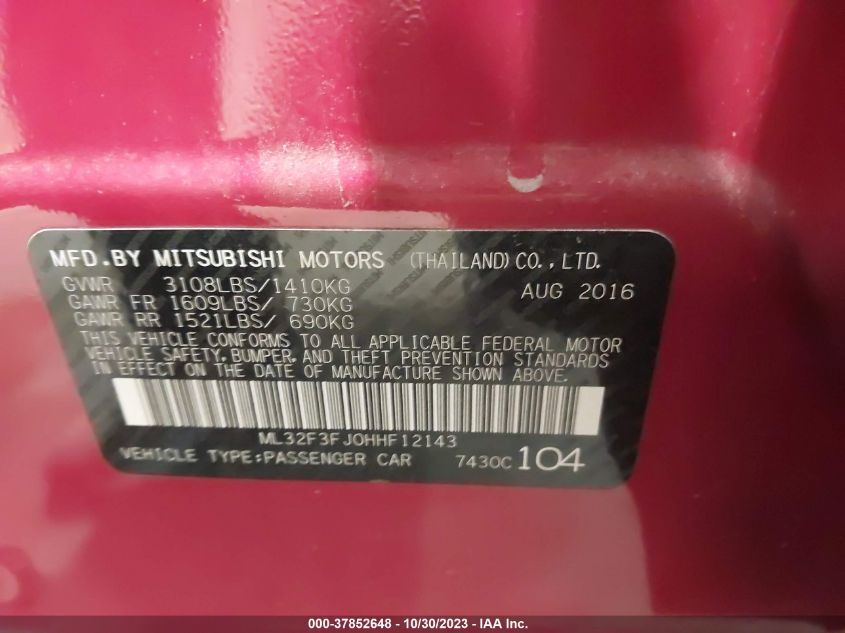 MFD.BY MITSUBISHI MOTORS (THAILAND)CO.,LTD.
GVWR 3108LBS/1410KG AUG 2016
GAWR FR 1609LBS/ 730KG
GAWR RR 1521LBS/ 690KG
THIS VEHICLE CONFORMS TO ALL APPLICABLE FEDERAL MOTOR
VEHICLE SAFETY, BUMPER, AND THEFT PREVENTION STANDARDS
IN EFFECT ON THE DATE OF MANUFACTURE SHOWN ABOVE.
ML32F3FJ0HHF12143
VEHICLE TYPE:PASSENGER CAR 7430C 104
000-37852648 - 10/30/2023 - IAA Inc.